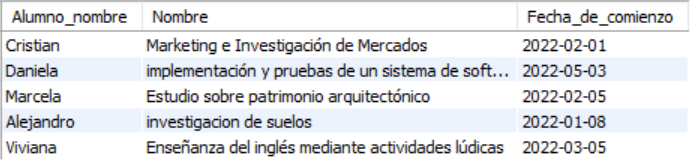 Alumno_nombre Nombre Fecha_de_comienzo
Cristian Marketing e Investigación de Mercados 2022-02-01
Daniela implementación y pruebas de un sistema de soft... 2022-05-03
Marcela Estudio sobre patrimonio arquitectónico 2022-02-05
Alejandro investigacion de suelos 2022-01-08
Viviana Enseñanza del inglés mediante actividades lúdicas 2022-03-05